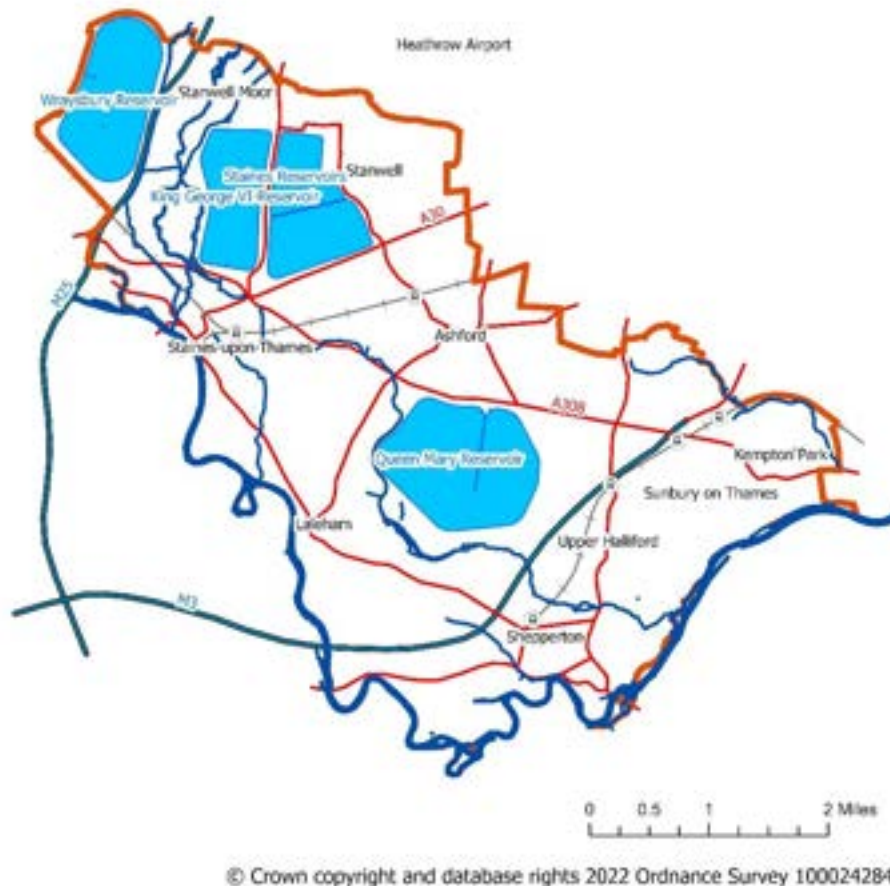 Heathrow Airport
Wraysbury Reservoir
Stanwell Moor
Staines Reservoirs
Stanwell
King George VI Reservoir
A30
M25
Staines-upon-Thames
Ashford
A308
Queen Mary Reservoir
Kempton Park
Sunbury on Thames
Laleham
Upper Halliford
M3
Shepperton
0 0.5 1 2 Miles
© Crown copyright and database rights 2022 Ordnance Survey 100024284